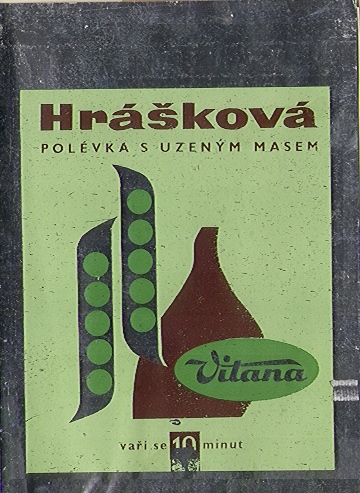 Hrášková
POLÉVKA S UZENÝM MASEM
Vitana
vaří se 10 minut